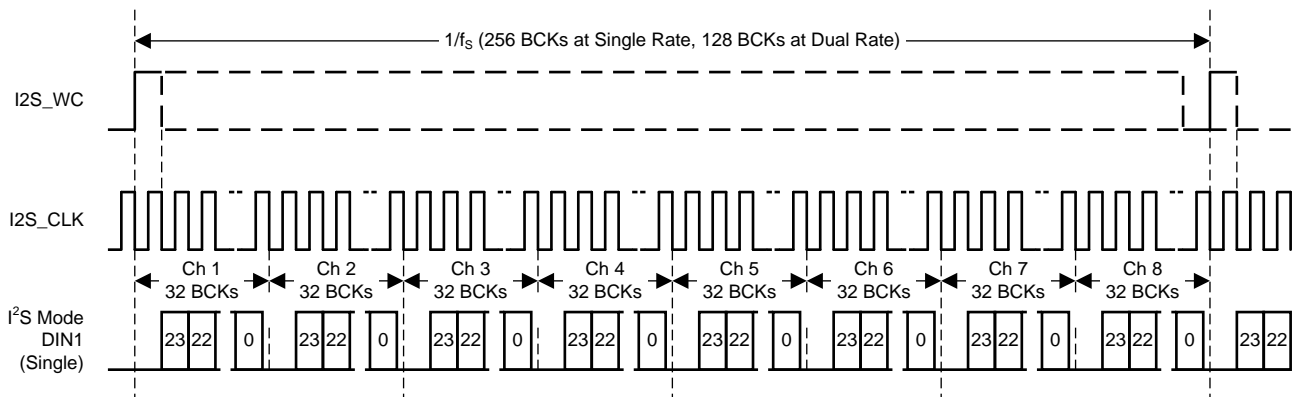 1/fS (256 BCKs at Single Rate, 128 BCKs at Dual Rate)
I2S_WC
I2S_CLK
Ch 1 Ch 2 Ch 3 Ch 4 Ch 5 Ch 6 Ch 7 Ch 8
32 BCKs 32 BCKs 32 BCKs 32 BCKs 32 BCKs 32 BCKs 32 BCKs 32 BCKs
I²S Mode
DIN1
(Single)
23 22 0 23 22 0 23 22 0 23 22 0 23 22 0 23 22 0 23 22 0 23 22 0 23 22